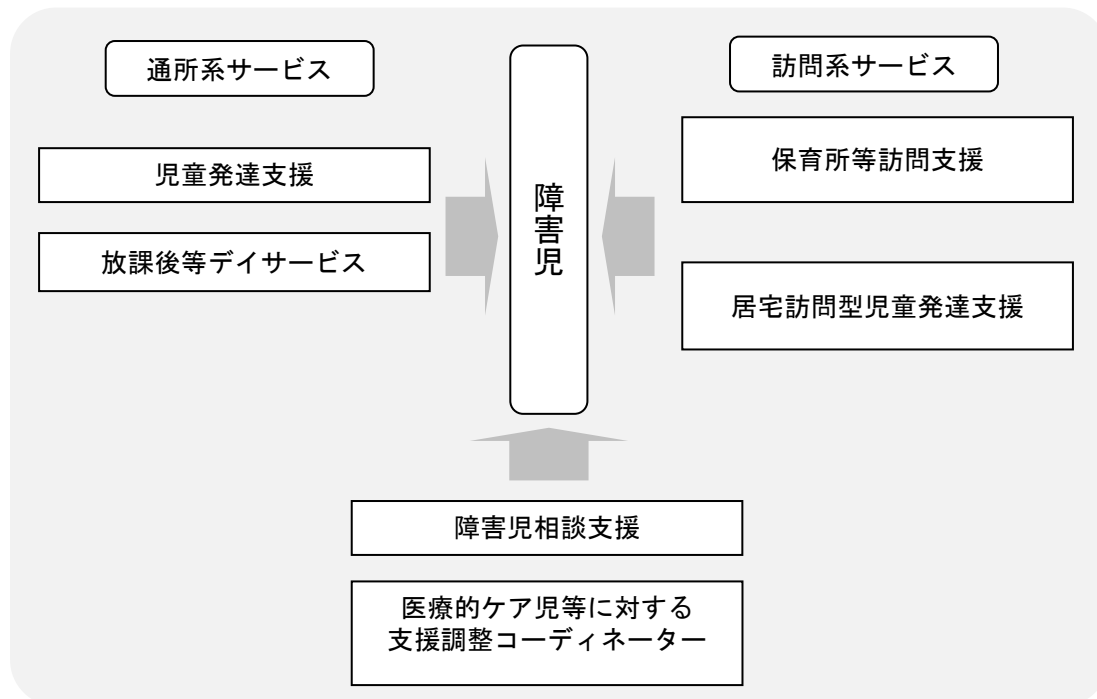 通所系サービス
児童発達支援
放課後等デイサービス
障害児
訪問系サービス
保育所等訪問支援
居宅訪問型児童発達支援
障害児相談支援
医療的ケア児等に対する
支援調整コーディネーター